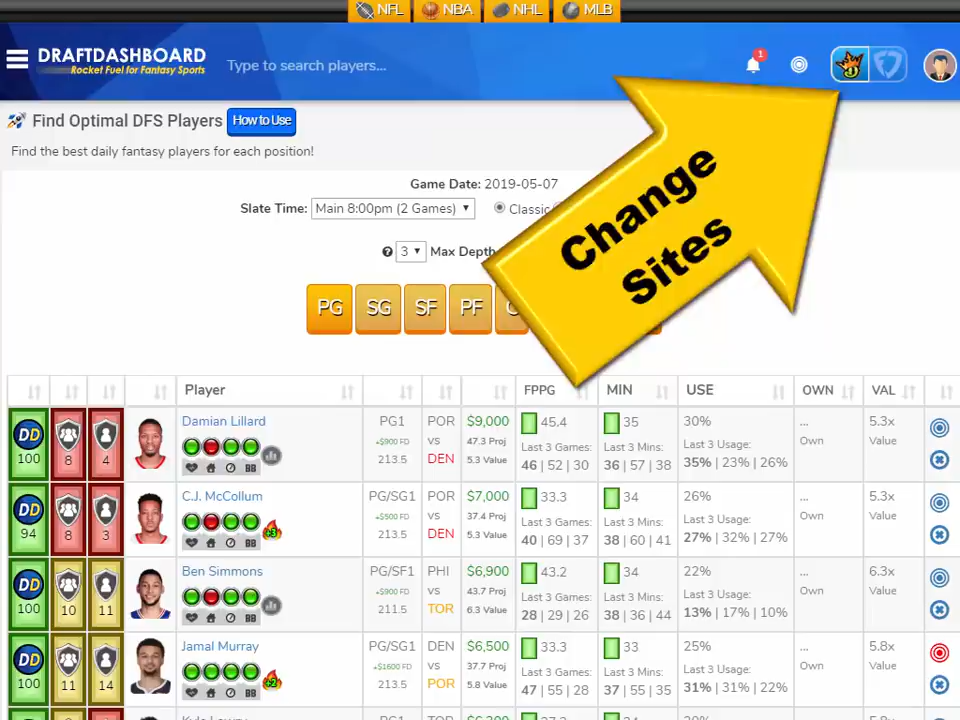 NFL NBA NHL MLB
DRAFTDASHBOARD
Rocket Fuel for Fantasy Sports
Type to search players...
1
Find Optimal DFS Players How to Use
Find the best daily fantasy players for each position!
Change
Sites
Game Date: 2019-05-07
Slate Time: Main 8:00pm (2 Games) Classic
3 Max Depth
PG SG SF PF
Player FPPG MIN USE OWN VAL
DD 100 8 4
Damian Lillard
BB
PG1
+$900 FD
213.5
POR
VS
DEN
$9,000
47.3 Proj
5.3 Value
45.4
Last 3 Games:
46 | 52 | 30
35
Last 3 Mins:
36 | 57 | 38
30%
Last 3 Usage:
35% | 23% | 26%
...
Own
5.3x
Value
DD 94 8 3
C.J. McCollum
+3
BB
PG/SG1
+$500 FD
213.5
POR
VS
DEN
$7,000
37.4 Proj
5.3 Value
33.3
Last 3 Games:
40 | 69 | 37
34
Last 3 Mins:
38 | 60 | 41
26%
Last 3 Usage:
27% | 32% | 27%
...
Own
5.3x
Value
DD 100 10 11
Ben Simmons
BB
PG/SF1
+$900 FD
211.5
PHI
VS
TOR
$6,900
43.7 Proj
6.3 Value
43.2
Last 3 Games:
28 | 29 | 26
34
Last 3 Mins:
38 | 36 | 44
22%
Last 3 Usage:
13% | 17% | 10%
...
Own
6.3x
Value
DD 100 11 14
Jamal Murray
+2
BB
PG/SG1
+$1600 FD
213.5
DEN
VS
POR
$6,500
37.7 Proj
5.8 Value
33.3
Last 3 Games:
47 | 55 | 28
33
Last 3 Mins:
37 | 55 | 35
25%
Last 3 Usage:
31% | 31% | 22%
...
Own
5.8x
Value